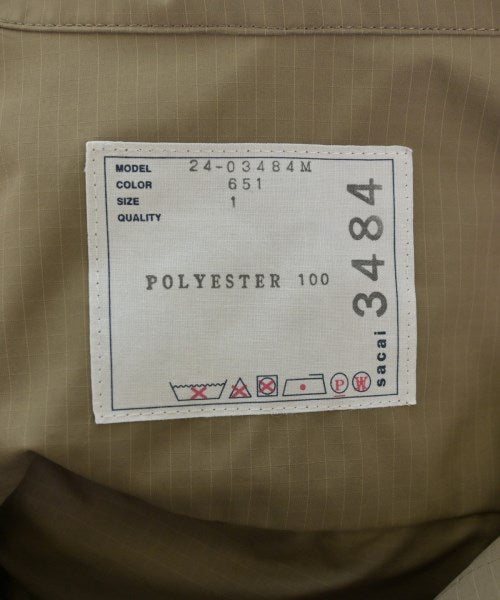 MODEL 24-03484M
COLOR 651
SIZE 1
QUALITY
POLYESTER 100
P W
sacai 3484